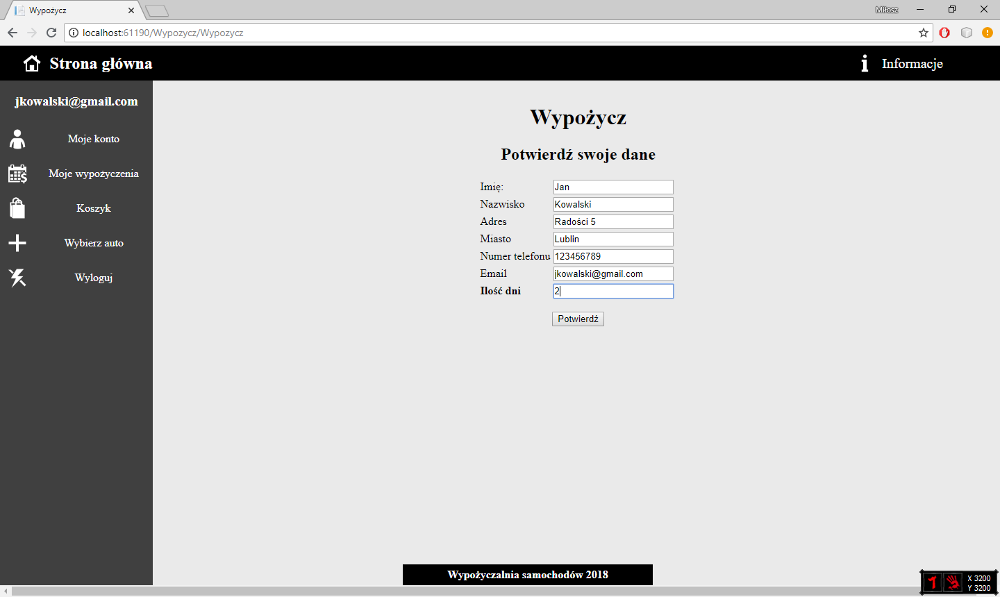 Wypożycz
Miłosz
localhost:61190/Wypozycz/Wypozycz
Strona główna
Informacje
jkowalski@gmail.com
Moje konto
Moje wypożyczenia
Koszyk
Wybierz auto
Wyloguj
Wypożycz
Potwierdź swoje dane
Imię: Jan
Nazwisko Kowalski
Adres Radości 5
Miasto Lublin
Numer telefonu 123456789
Email jkowalski@gmail.com
Ilość dni 2
Potwierdź
Wypożyczalnia samochodów 2018
X 3200
Y 3200